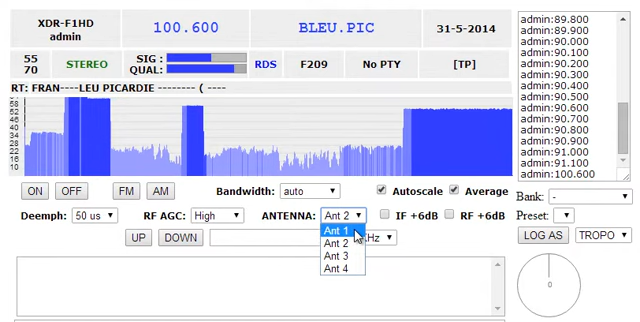 XDR-F1HD
admin
100.600
BLEU.PIC
31-5-2014
55
70
STEREO
SIG :
QUAL:
RDS
F209
No PTY
[TP]
RT: FRAN----LEU PICARDIE -------- ( ----
58
46
40
34
28
22
16
10
ON OFF FM AM Bandwidth: auto Autoscale Average
Deemph: 50 us RF AGC: High ANTENNA: Ant 2 IF +6dB RF +6dB
UP DOWN KHz
Ant 1
Ant 2
Ant 3
Ant 4
admin:89.800
admin:89.900
admin:90.000
admin:90.100
admin:90.200
admin:90.300
admin:90.400
admin:90.500
admin:90.600
admin:90.700
admin:90.800
admin:90.900
admin:91.000
admin:91.100
admin:100.600
Bank: -
Preset:
LOG AS TROPO
0